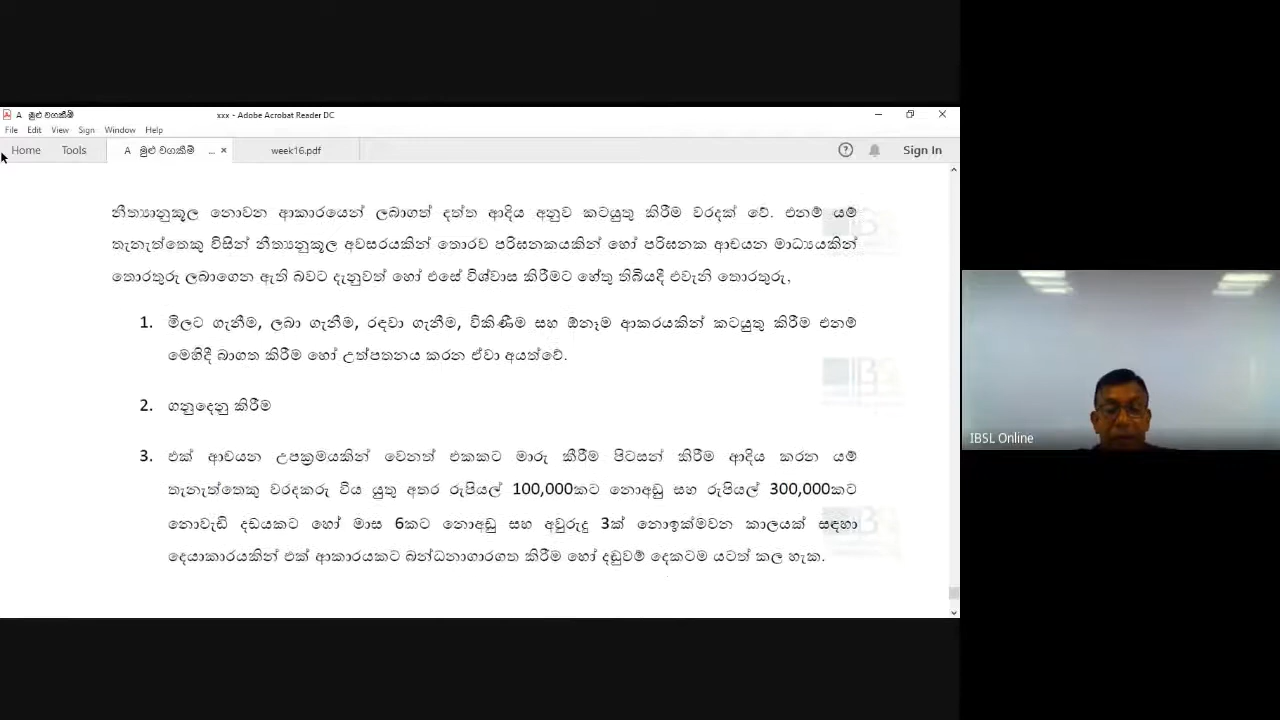 A මුළු වගකීම්
xxx - Adobe Acrobat Reader DC
File Edit View Sign Window Help
Home Tools A මුළු වගකීම් ... × week16.pdf Sign In
නීත්‍යානුකූල නොවන ආකාරයෙන් ලබාගත් දත්ත ආදිය අනුව කටයුතු කිරීම වරදක් වේ. එනම් යම්
තැනැත්තෙකු විසින් නීත්‍යනුකූල අවසරයකින් තොරව පරිඝනකයකින් හෝ පරිඝනක ආචයන මාධ්‍යයකින්
තොරතුරු ලබාගෙන ඇති බවට දැනුවත් හෝ එසේ විශ්වාස කිරීමට හේතු තිබියදී එවැනි තොරතුරු,
1. මිලට ගැනීම, ලබා ගැනීම, රඳවා ගැනීම, විකිණීම සහ ඕනෑම ආකරයකින් කටයුතු කිරීම එනම්
මෙහිදී බාගත කිරීම හෝ උත්පතනය කරන ඒවා අයත්වේ.
2. ගනුදෙනු කිරීම
3. එක් ආචයන උපක්‍රමයකින් වෙනත් එකකට මාරු කීරීම පිටසන් කිරීම ආදිය කරන යම්
තැනැත්තෙකු වරදකරු විය යුතු අතර රුපියල් 100,000කට නොඅඩු සහ රුපියල් 300,000කට
නොවැඩි දඩයකට හෝ මාස 6කට නොඅඩු සහ අවුරුදු 3ක් නොඉක්මවන කාලයක් සඳහා
දෙයාකාරයකින් එක් ආකාරයකට බන්ධනාගාරගත කිරීම හෝ දඬුවම් දෙකටම යටත් කල හැක.
IBSL Online